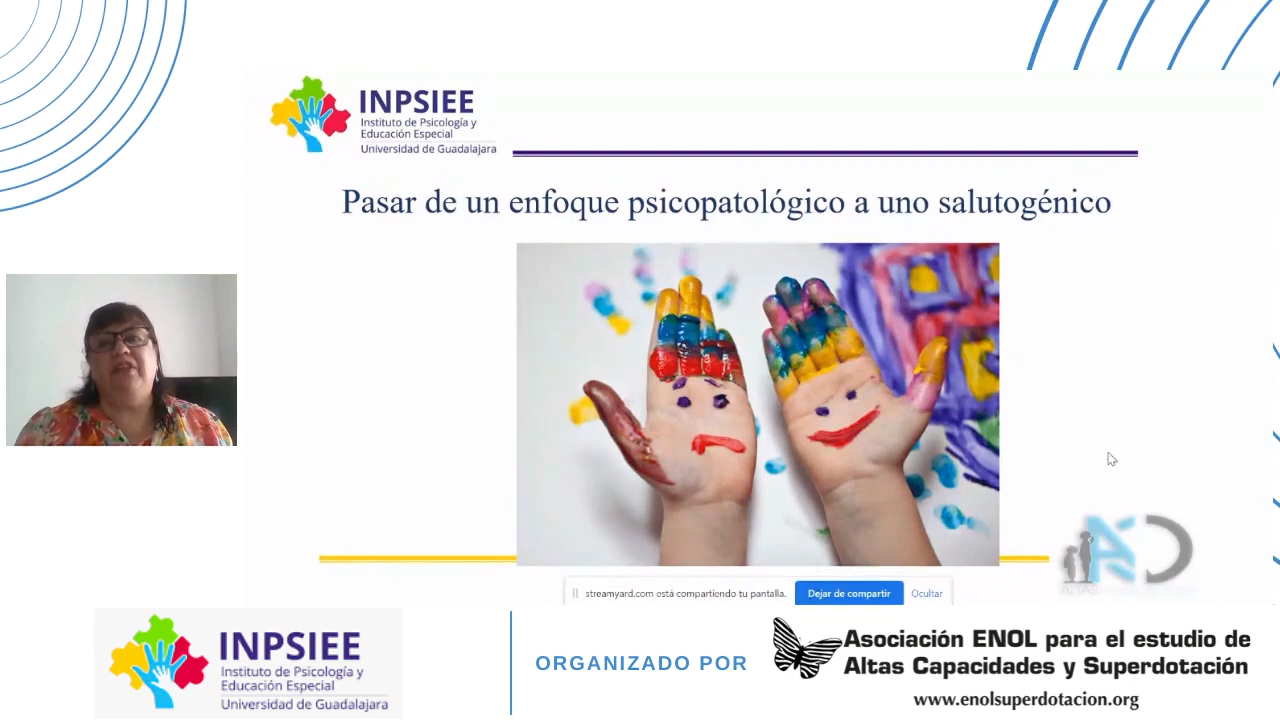 INPSIEE
Instituto de Psicología y
Educación Especial
Universidad de Guadalajara
Pasar de un enfoque psicopatológico a uno salutogénico
AC
ALTAS
streamyard.com está compartiendo tu pantalla.
Dejar de compartir
Ocultar
INPSIEE
Instituto de Psicología y
Educación Especial
Universidad de Guadalajara
ORGANIZADO POR
Asociación ENOL para el estudio de
Altas Capacidades y Superdotación
www.enolsuperdotacion.org